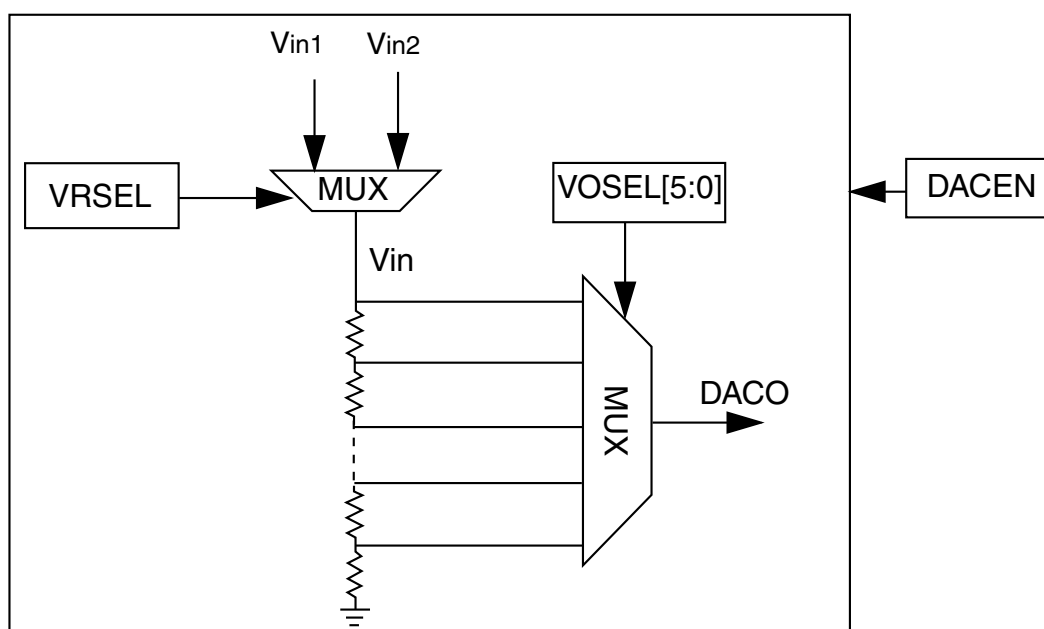 Vin1
Vin2
VRSEL
MUX
VOSEL[5:0]
DACEN
Vin
MUX
DACO